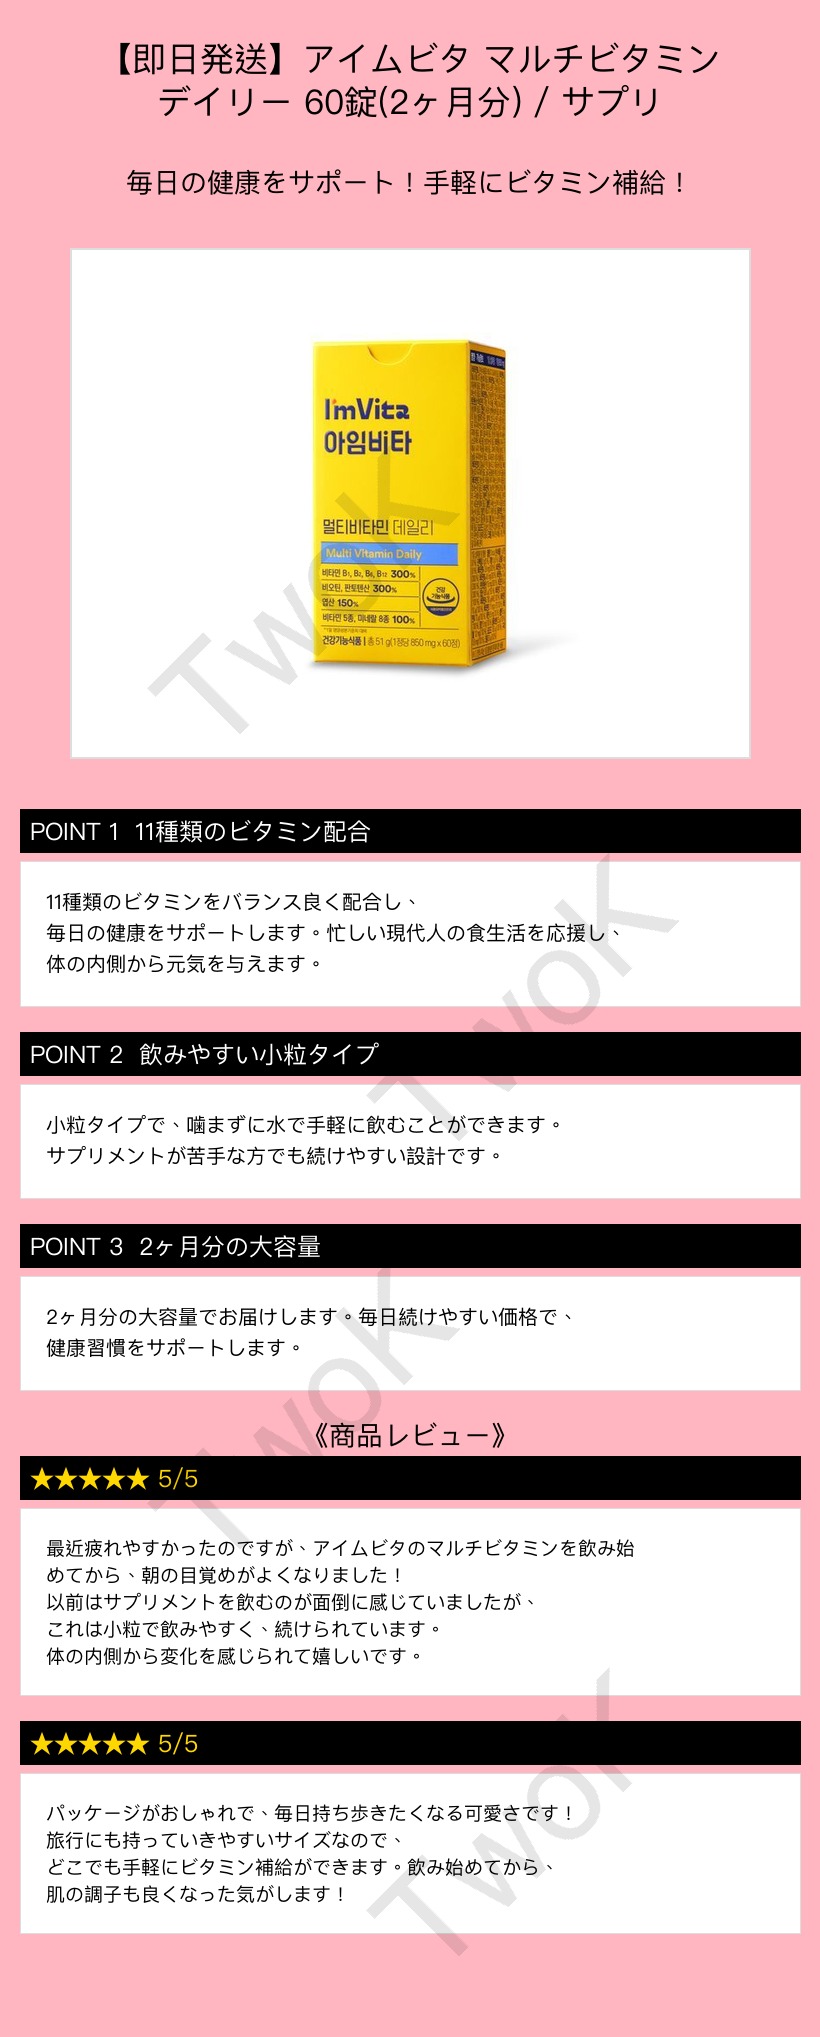 【即日発送】アイムビタ マルチビタミン
デイリー 60錠(2ヶ月分) / サプリ
毎日の健康をサポート！手軽にビタミン補給！
I'mVita
아임비타
멀티비타민 데일리
Multi Vitamin Daily
비타민 B1, B2, B6, B12 300%
비오틴, 판토텐산 300%
엽산 150%
비타민 5종, 미네랄 8종 100%
건강
기능식품
건강기능식품 | 총 51 g(1정당 850 mg x 60정)
TwoK
POINT 1 11種類のビタミン配合
11種類のビタミンをバランス良く配合し、
毎日の健康をサポートします。忙しい現代人の食生活を応援し、
体の内側から元気を与えます。
TwoK
POINT 2 飲みやすい小粒タイプ
小粒タイプで、噛まずに水で手軽に飲むことができます。
サプリメントが苦手な方でも続けやすい設計です。
POINT 3 2ヶ月分の大容量
2ヶ月分の大容量でお届けします。毎日続けやすい価格で、
健康習慣をサポートします。
TwoK
《商品レビュー》
★★★★★ 5/5
最近疲れやすかったのですが、アイムビタのマルチビタミンを飲み始
めてから、朝の目覚めがよくなりました！
以前はサプリメントを飲むのが面倒に感じていましたが、
これは小粒で飲みやすく、続けられています。
体の内側から変化を感じられて嬉しいです。
★★★★★ 5/5
パッケージがおしゃれで、毎日持ち歩きたくなる可愛さです！
旅行にも持っていきやすいサイズなので、
どこでも手軽にビタミン補給ができます。飲み始めてから、
肌の調子も良くなった気がします！
TwoK